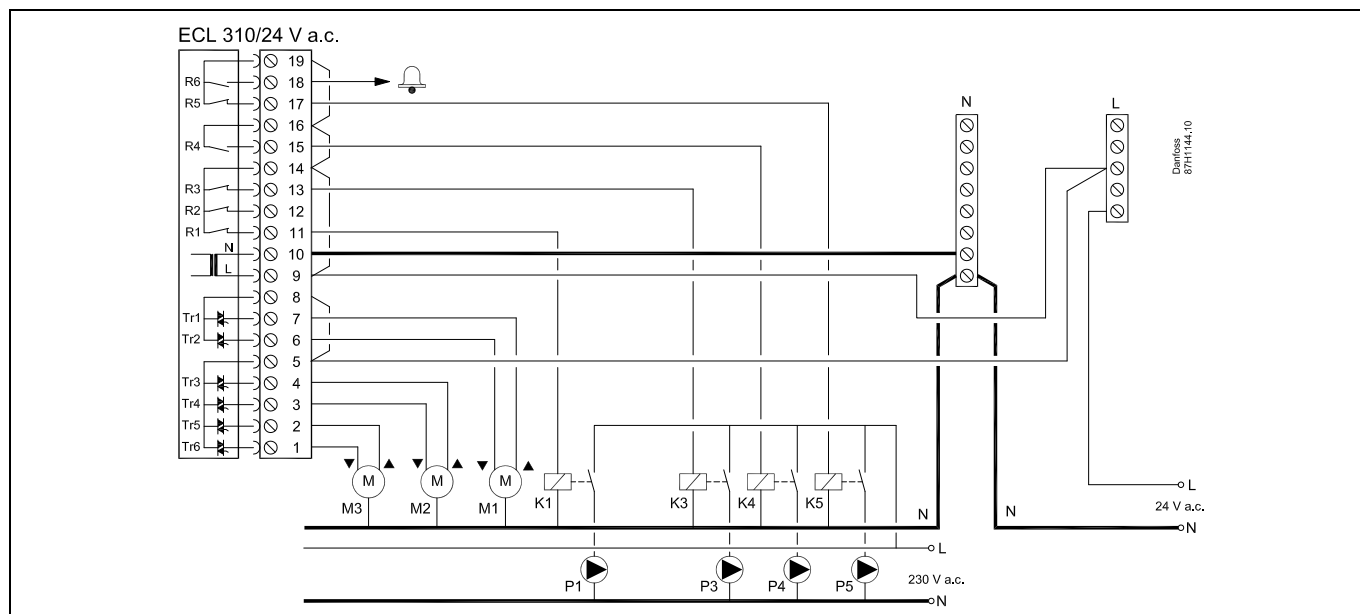 ECL 310/24 V a.c.
19
R6 18
R5 17
16
R4 15
14
R3 13
R2 12
R1 11
N 10
L 9
8
Tr1 7
Tr2 6
5
Tr3 4
Tr4 3
Tr5 2
Tr6 1
N
L
Danfoss
87H1144.10
M M M
M3 M2 M1 K1 K3 K4 K5
N N
L
24 V a.c.
N
L
P1 P3 P4 P5
230 V a.c.
N